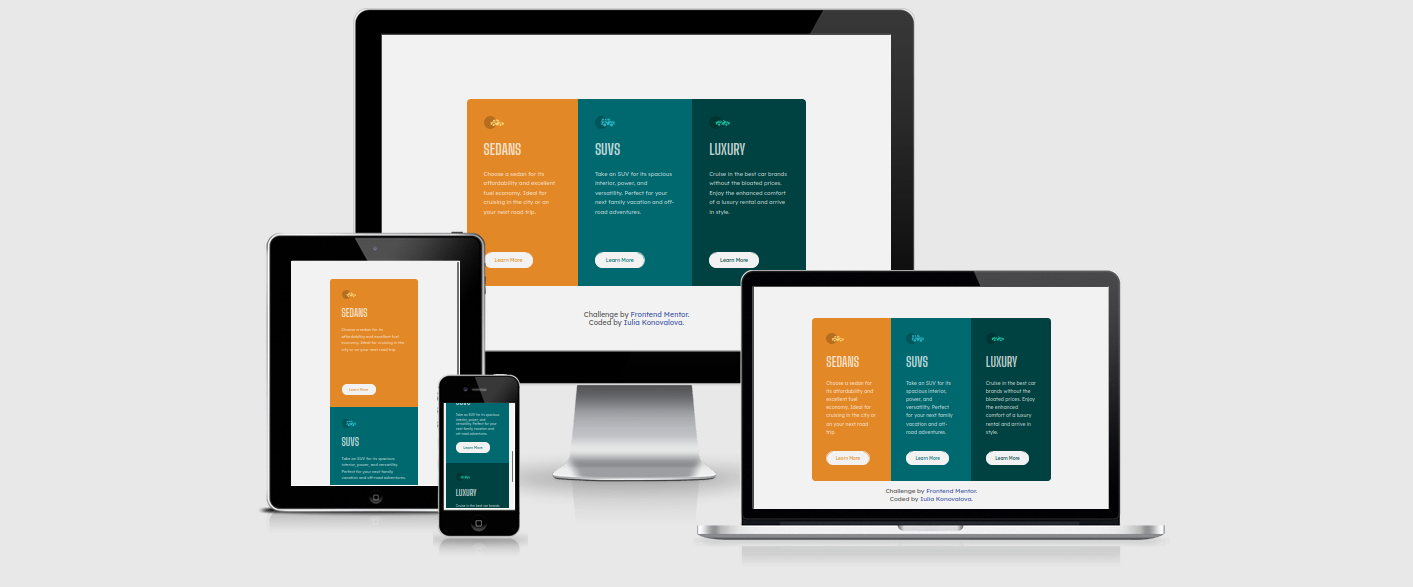 SEDANS
Choose a sedan for its
affordability and excellent
fuel economy. Ideal for
cruising in the city or on
your next road trip.
Learn More
SUVS
Take an SUV for its spacious
interior, power, and
versatility. Perfect for your
next family vacation and off-
road adventures.
Learn More
LUXURY
Cruise in the best car brands
without the bloated prices.
Enjoy the enhanced comfort
of a luxury rental and arrive
in style.
Learn More
Challenge by Frontend Mentor.
Coded by Iulia Konovalova.
SEDANS
Choose a sedan for its
affordability and excellent fuel
economy. Ideal for cruising in the
city or on your next road trip.
Learn More
SUVS
Take an SUV for its spacious
interior, power, and versatility.
Perfect for your next family
vacation and off-road adventures.
SUVS
Take an SUV for its spacious
interior, power, and
versatility. Perfect for your
next family vacation and
off-road adventures.
Learn More
LUXURY
Cruise in the best car brands
SEDANS
Choose a sedan for
its affordability and
excellent fuel
economy. Ideal for
cruising in the city or
on your next road
trip.
Learn More
SUVS
Take an SUV for its
spacious interior,
power, and
versatility. Perfect
for your next family
vacation and off-
road adventures.
Learn More
LUXURY
Cruise in the best car
brands without the
bloated prices. Enjoy
the enhanced
comfort of a luxury
rental and arrive in
style.
Learn More
Challenge by Frontend Mentor.
Coded by Iulia Konovalova.